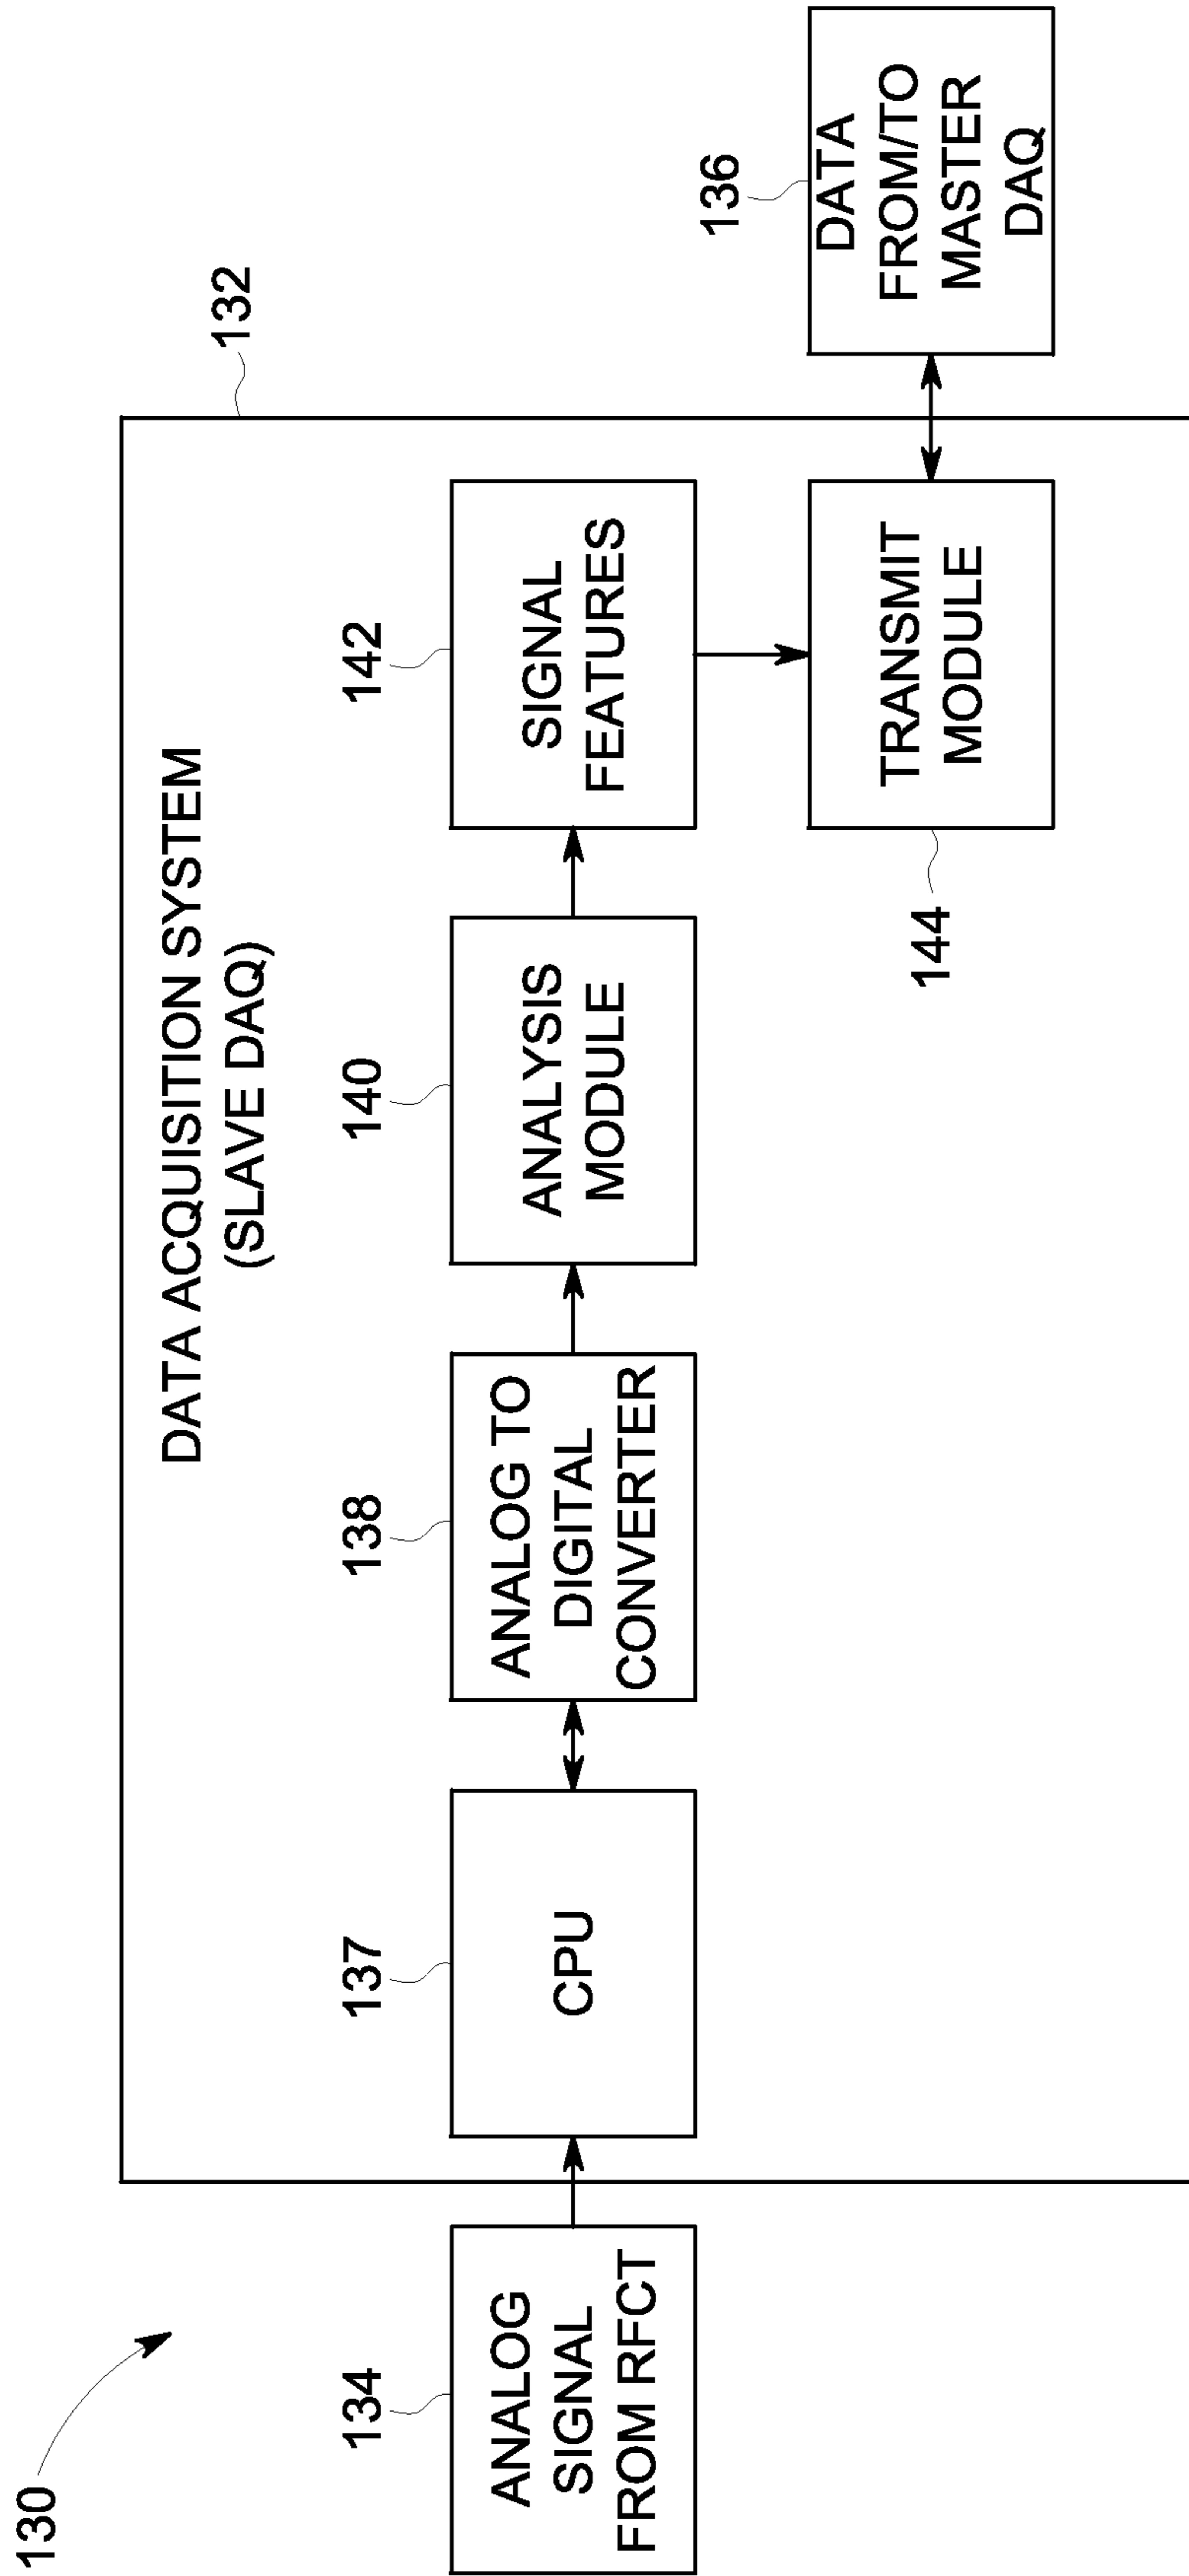 130
132
DATA ACQUISITION SYSTEM
(SLAVE DAQ)
134
ANALOG
SIGNAL
FROM RFCT
137
CPU
138
ANALOG TO
DIGITAL
CONVERTER
140
ANALYSIS
MODULE
142
SIGNAL
FEATURES
144
TRANSMIT
MODULE
136
DATA
FROM/TO
MASTER
DAQ